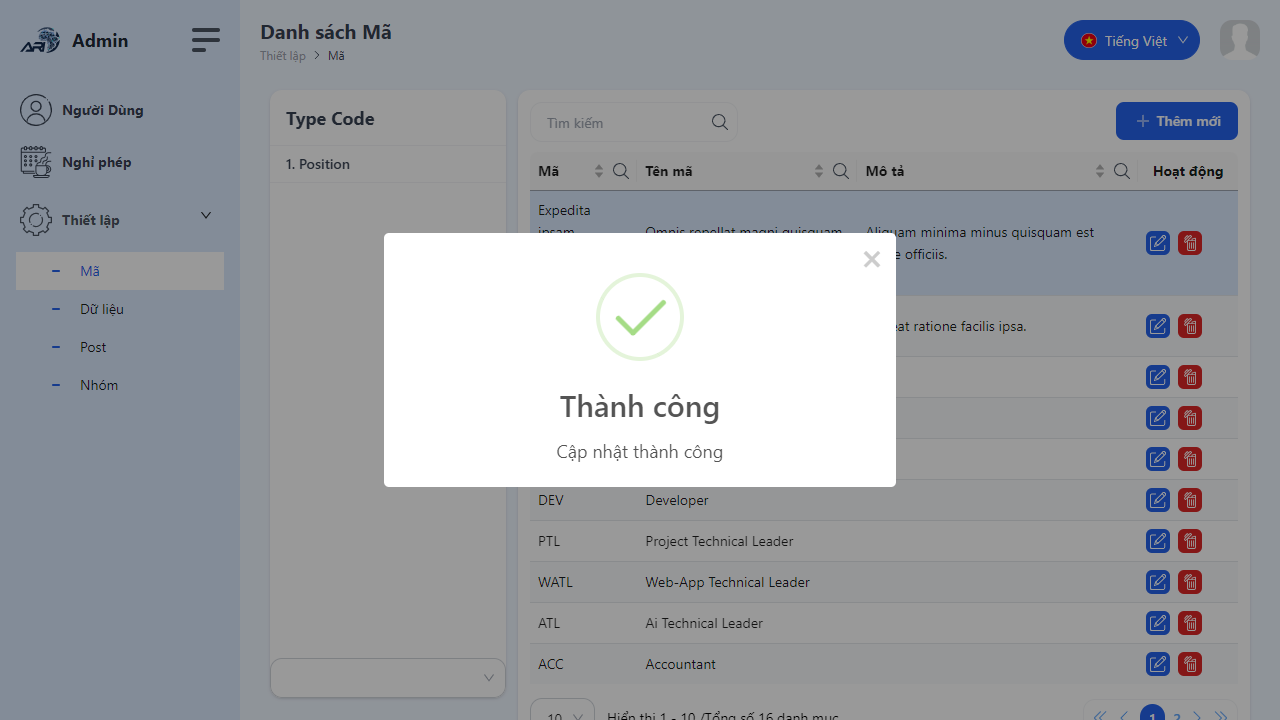 Admin
Danh sách Mã
Thiết lập > Mã
Tiếng Việt
Người Dùng
Nghỉ phép
Thiết lập
Mã
Dữ liệu
Post
Nhóm
Type Code
1. Position
Tìm kiếm
Thêm mới
Mã Tên mã Mô tả Hoạt động
Expedita
ipsam Omnis repellat magni quisquam Aliquam minima minus quisquam est
officiis.
ratione facilis ipsa.
Thành công
Cập nhật thành công
DEV Developer
PTL Project Technical Leader
WATL Web-App Technical Leader
ATL Ai Technical Leader
ACC Accountant
10 Hiển thị 1 - 10 /Tổng số 16 danh mục 1 2